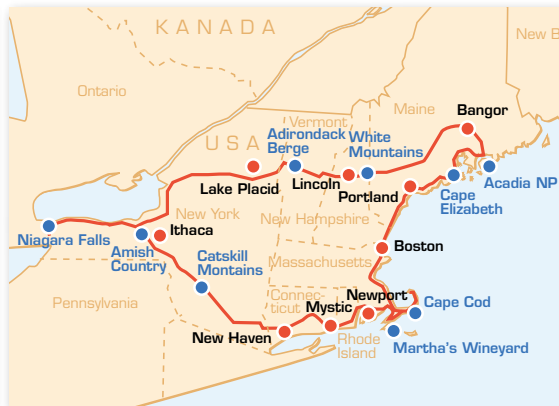 KANADA
New B
Ontario
Maine
Bangor
Vermont
USA
Adirondack
Berge
White
Mountains
Lake Placid
Lincoln
Portland
Acadia NP
Cape
Elizabeth
New York
New Hampshire
Ithaca
Niagara Falls
Amish
Country
Boston
Catskill
Montains
Massachusetts
Pennsylvania
Connec-
ticut
Newport
Cape Cod
Mystic
New Haven
Rhode
Island
Martha's Wineyard